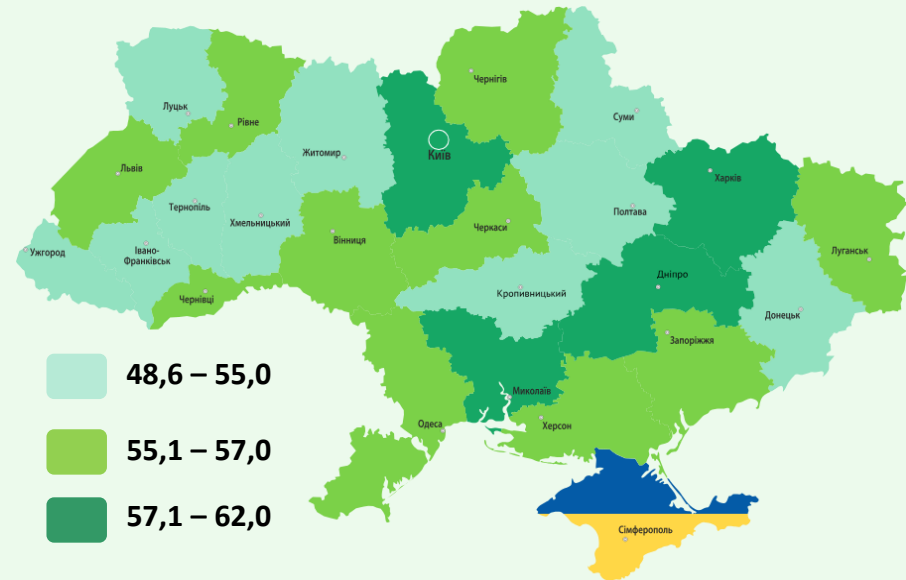 Чернігів
Луцьк
Суми
Рівне
Житомир
Київ
Львів
Харків
Тернопіль
Полтава
Хмельницький
Черкаси
Вінниця
Ужгород
Івано-
Франківськ
Луганськ
Дніпро
Чернівці
Кропивницький
Донецьк
Запоріжжя
48,6 – 55,0
Миколаїв
Одеса
Херсон
55,1 – 57,0
57,1 – 62,0
Сімферополь